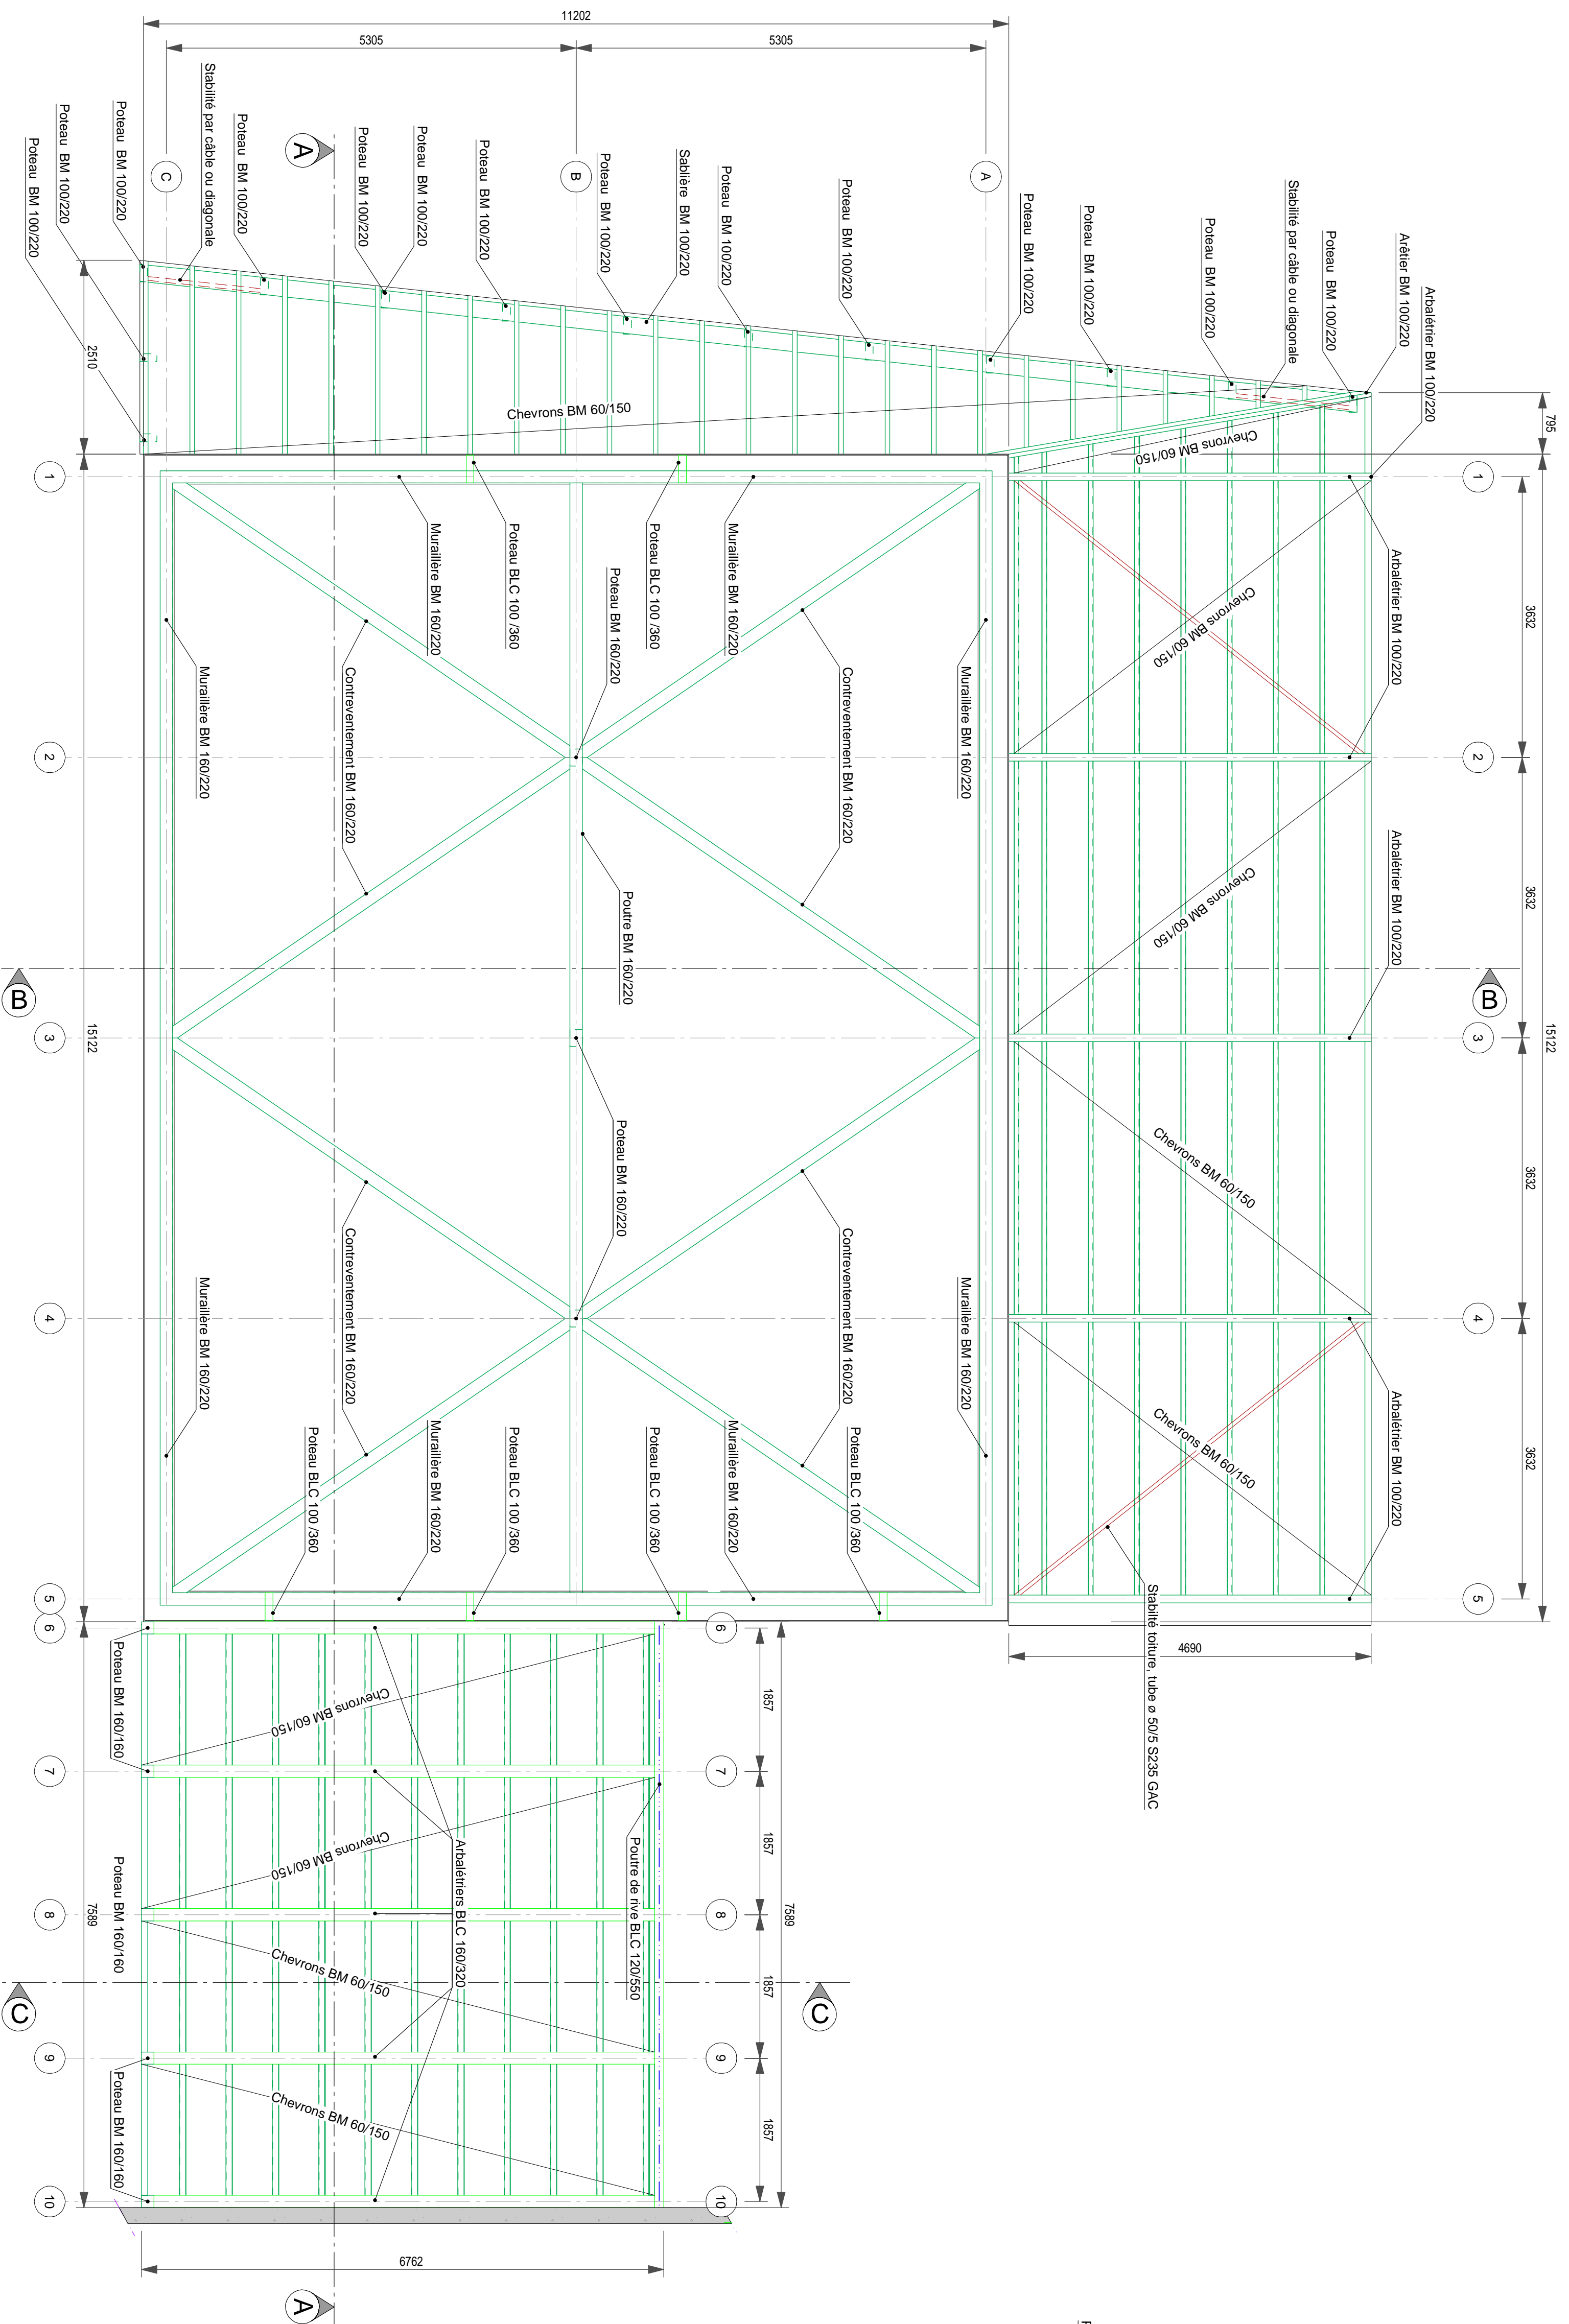 11202
5305
5305
Stabilité par câble ou diagonale
Poteau BM 100/220
Poteau BM 100/220
Poteau BM 100/220
Poteau BM 100/220
A
Poteau BM 100/220
Poteau BM 100/220
Poteau BM 100/220
Poteau BM 100/220
Sablière BM 100/220
Poteau BM 100/220
Poteau BM 100/220
Poteau BM 100/220
Poteau BM 100/220
Poteau BM 100/220
Stabilité par câble ou diagonale
Poteau BM 100/220
Arêtier BM 100/220
Arbalétrier BM 100/220
C
B
A
2510
795
Chevrons BM 60/150
Chevrons BM 60/150
1
1
Muraillère BM 160/220
Poteau BLC 100 /360
Poteau BLC 100 /360
Muraillère BM 160/220
Poteau BM 160/220
Arbalétrier BM 100/220
3632
Chevrons BM 60/150
Muraillère BM 160/220
Contreventement BM 160/220
Contreventement BM 160/220
Muraillère BM 160/220
2
2
Arbalétrier BM 100/220
3632
Chevrons BM 60/150
Poutre BM 160/220
B
B
15122
15122
3
3
Poteau BM 160/220
3632
Chevrons BM 60/150
Muraillère BM 160/220
Contreventement BM 160/220
Contreventement BM 160/220
Muraillère BM 160/220
4
4
Arbalétrier BM 100/220
3632
Chevrons BM 60/150
Poteau BLC 100 /360
Muraillère BM 160/220
Poteau BLC 100 /360
Poteau BLC 100 /360
Muraillère BM 160/220
Poteau BLC 100 /360
Stabilté toiture, tube ø 50/5 S235 GAC
5
5
6
6
4690
Poteau BM 160/160
Chevrons BM 60/150
1857
7
7
Chevrons BM 60/150
Poteau BM 160/160
Arbalétriers BLC 160/320
Poutre de rive BLC 120/550
1857
7589
7589
8
8
Chevrons BM 60/150
1857
C
C
9
9
Poteau BM 160/160
Chevrons BM 60/150
1857
10
10
6762
A